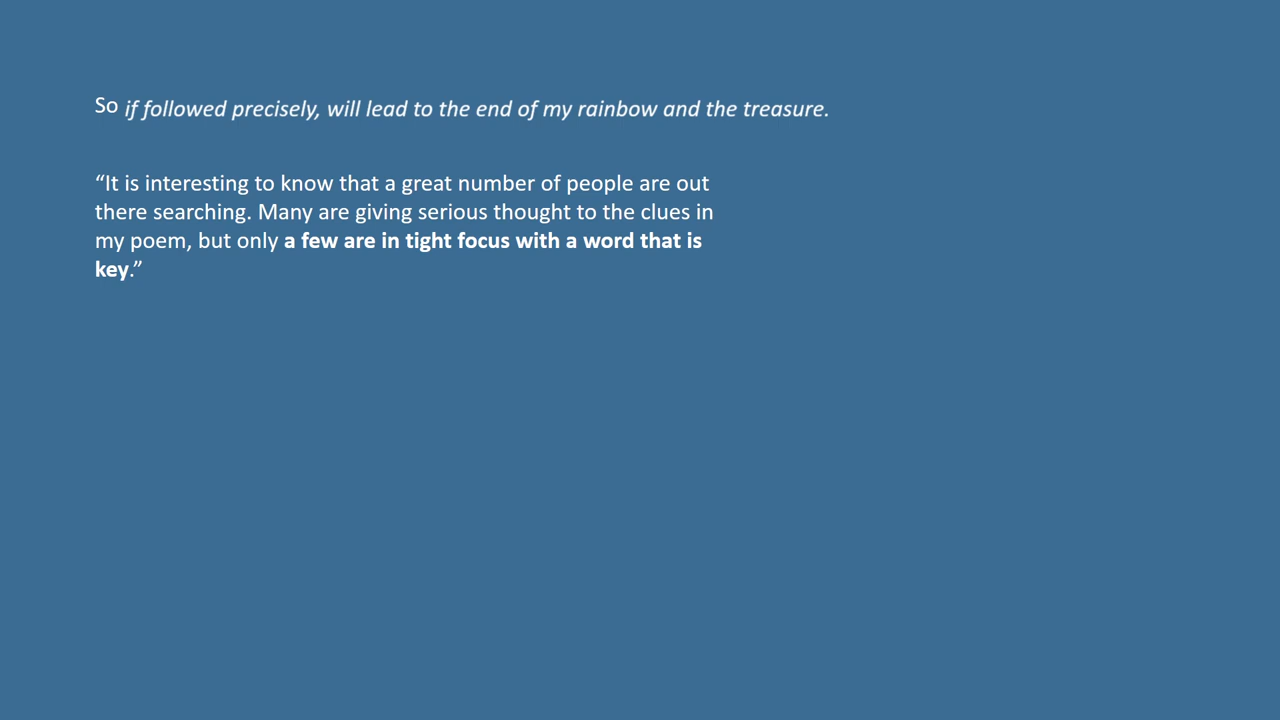 So if followed precisely, will lead to the end of my rainbow and the treasure.
“It is interesting to know that a great number of people are out
there searching. Many are giving serious thought to the clues in
my poem, but only a few are in tight focus with a word that is
key.”